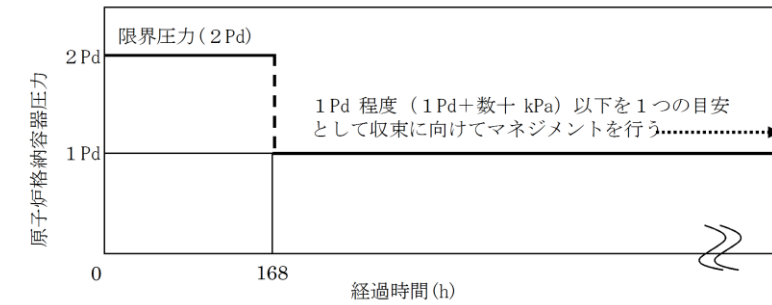 限界圧力(2Pd)
2Pd
1Pd 程度(1Pd+数十 kPa)以下を1つの目安
として収束に向けてマネジメントを行う
1Pd
原子炉格納容器圧力
0
168
経過時間(h)